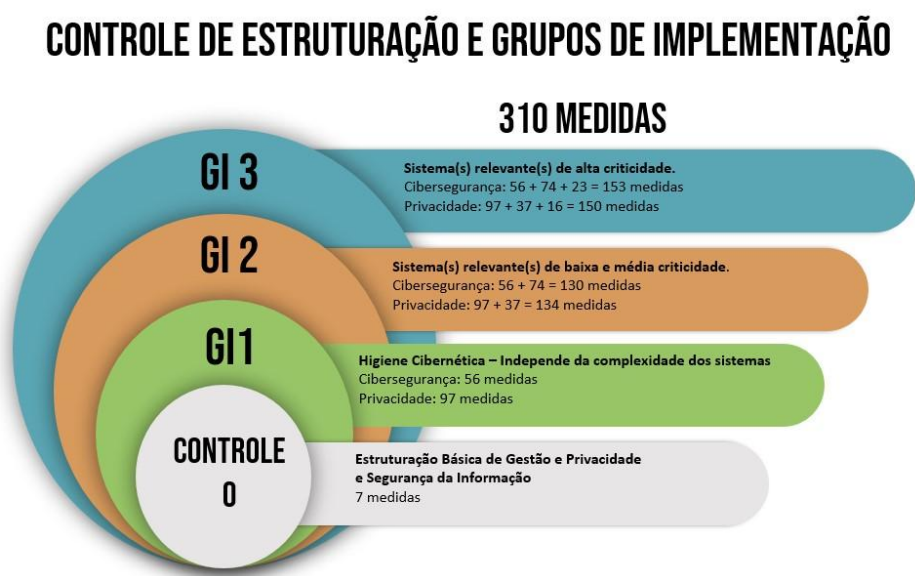 CONTROLE DE ESTRUTURAÇÃO E GRUPOS DE IMPLEMENTAÇÃO
310 MEDIDAS
GI 3
Sistema(s) relevante(s) de alta criticidade.
Cibersegurança: 56 + 74 + 23 = 153 medidas
Privacidade: 97 + 37 + 16 = 150 medidas
GI 2
Sistema(s) relevante(s) de baixa e média criticidade.
Cibersegurança: 56 + 74 = 130 medidas
Privacidade: 97 + 37 = 134 medidas
GI1
Higiene Cibernética – Independe da complexidade dos sistemas
Cibersegurança: 56 medidas
Privacidade: 97 medidas
CONTROLE
0
Estruturação Básica de Gestão e Privacidade
e Segurança da Informação
7 medidas